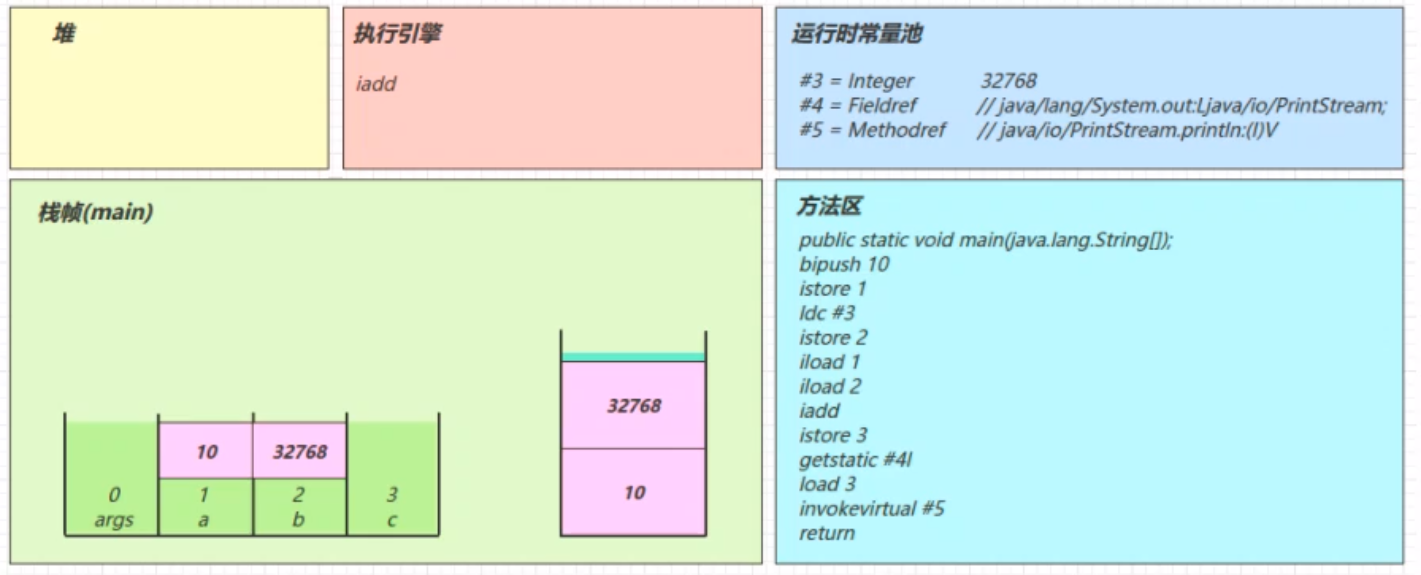 堆
执行引擎
iadd
运行时常量池
#3 = Integer 32768
#4 = Fieldref // java/lang/System.out:Ljava/io/PrintStream;
#5 = Methodref // java/io/PrintStream.println:(I)V
栈帧(main)
32768
10
10 32768
0 1 2 3
args a b c
方法区
public static void main(java.lang.String[]);
bipush 10
istore 1
ldc #3
istore 2
iload 1
iload 2
iadd
istore 3
getstatic #4I
load 3
invokevirtual #5
return